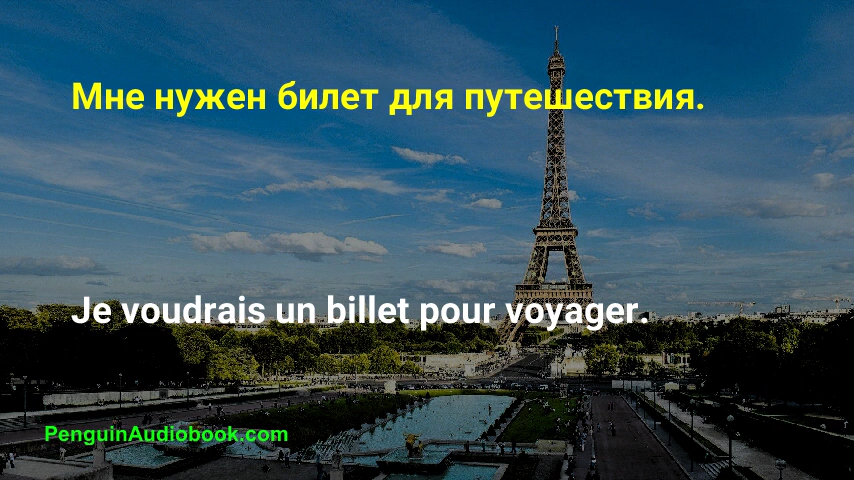 Мне нужен билет для путешествия.
Je voudrais un billet pour voyager.
PenguinAudiobook.com